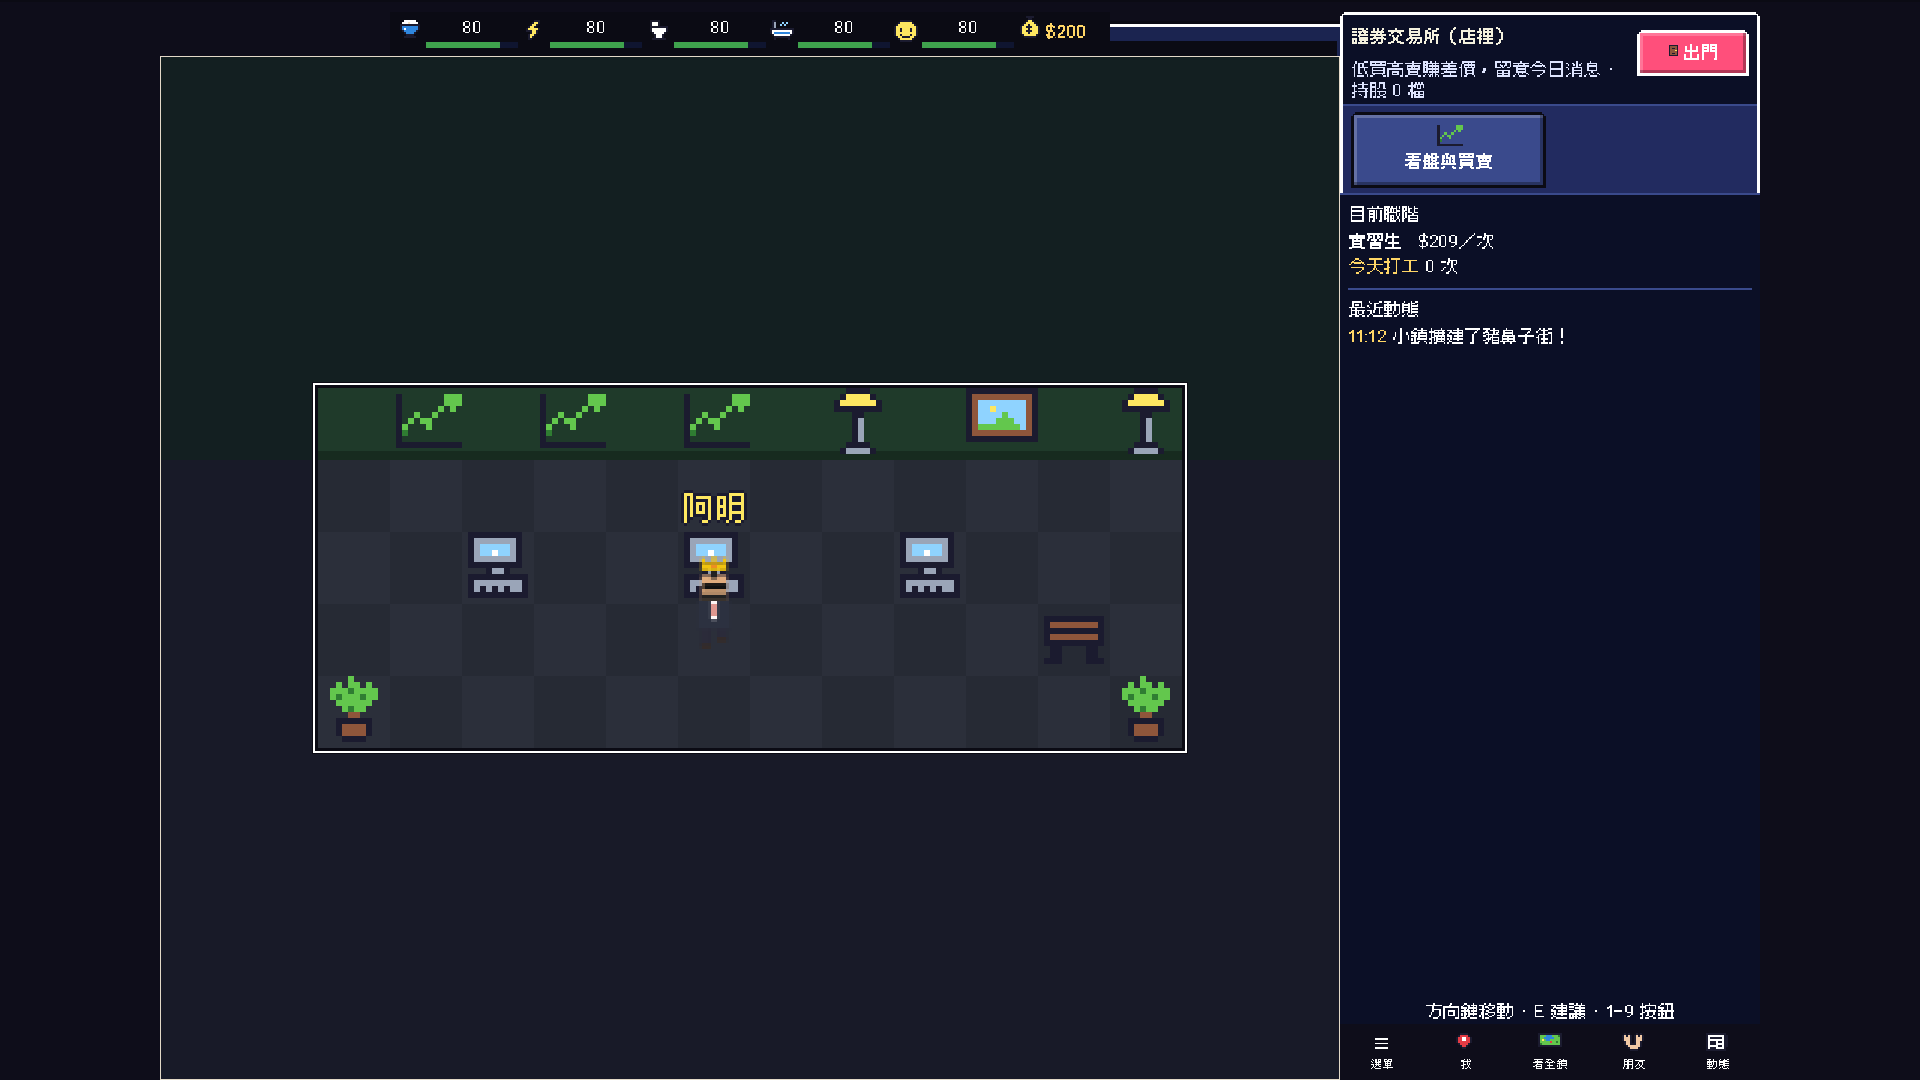 80 80 80 80 80 $200
證券交易所（店裡）
低買高賣賺差價，留意今日消息・
持股 0 檔
出門
看盤與買賣
目前職階
實習生 $209／次
今天打工 0 次
最近動態
11:12 小鎮擴建了豬鼻子街！
阿明
方向鍵移動・E 建議・1-9 按鈕
選單 我 看全鎮 朋友 動態